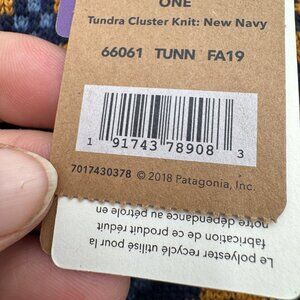 ONE
Tundra Cluster Knit: New Navy
66061 TUNN FA19
1 91743 78908 3
7017430378 © 2018 Patagonia, Inc.
Le polyester recyclé utilisé pour la
fabrication de ce produit réduit
notre dépendance au pétrole en